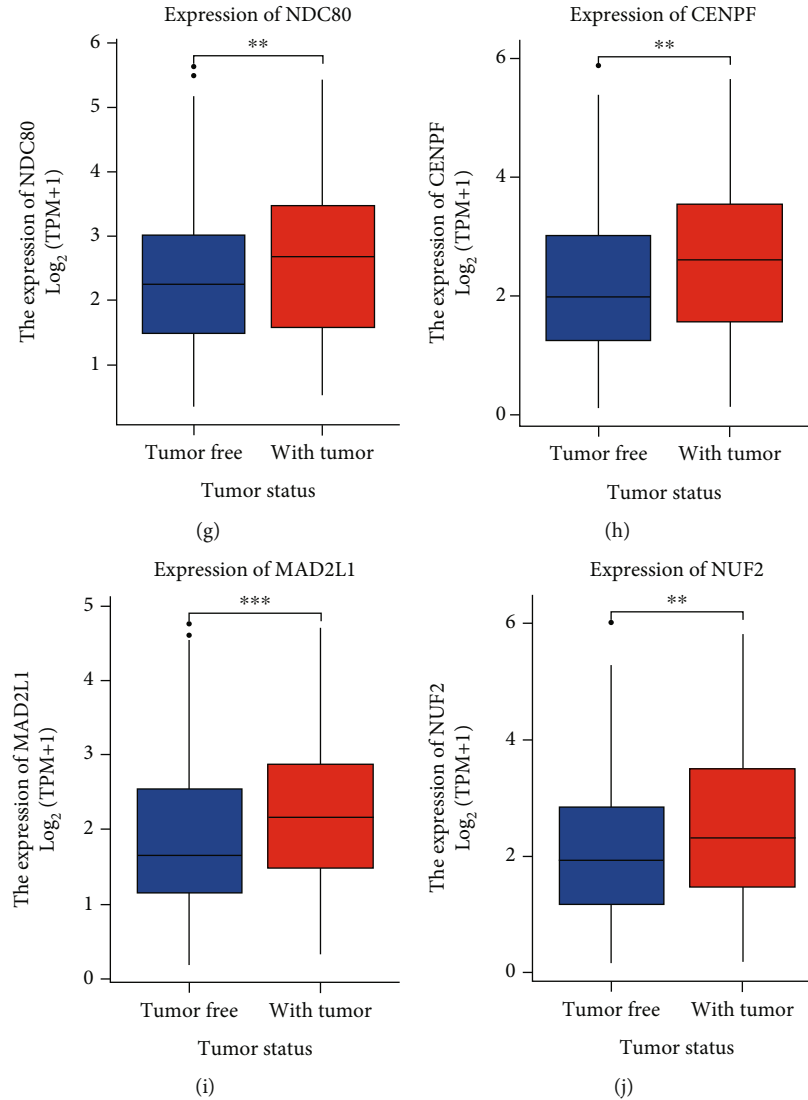 Expression of NDC80
The expression of NDC80
Log₂ (TPM+1)
6
5
4
3
2
1
**
Tumor free
With tumor
Tumor status
(g)
Expression of CENPF
The expression of CENPF
Log₂ (TPM+1)
6
4
2
0
**
Tumor free
With tumor
Tumor status
(h)
Expression of MAD2L1
The expression of MAD2L1
Log₂ (TPM+1)
5
4
3
2
1
0
***
Tumor free
With tumor
Tumor status
(i)
Expression of NUF2
The expression of NUF2
Log₂ (TPM+1)
6
4
2
0
**
Tumor free
With tumor
Tumor status
(j)